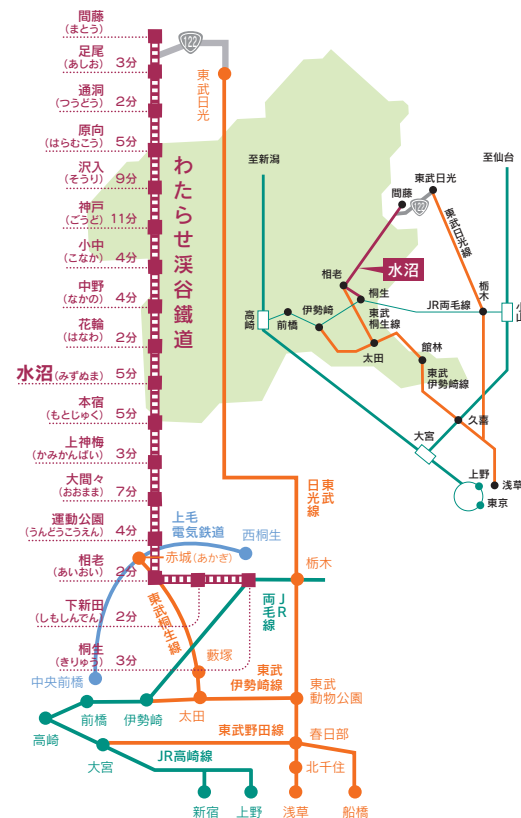 間藤
(まとう)
足尾
(あしお) 3分
通洞
(つうどう) 2分
原向
(はらむこう) 5分
沢入
(そうり) 9分
神戸
(ごうど) 11分
小中
(こなか) 4分
中野
(なかの) 4分
花輪
(はなわ) 2分
水沼(みずぬま) 5分
本宿
(もとじゅく) 5分
上神梅
(かみかんばい) 3分
大間々
(おおまま) 7分
運動公園
(うんどうこうえん) 4分
相老
(あいおい) 2分
下新田
(しもしんでん) 2分
桐生
(きりゅう) 3分
わたらせ渓谷鐵道
122
東武日光
東武
日光線
上毛
電気鉄道
西桐生
赤城(あかぎ)
栃木
JR
両毛線
東武桐生線
藪塚
中央前橋
東武
伊勢崎線
東武
動物公園
前橋
伊勢崎
太田
高崎
東武野田線
春日部
大宮
JR高崎線
北千住
新宿
上野
浅草
船橋
至新潟
至仙台
東武日光
間藤
122
東武日光線
水沼
相老
桐生
栃木
JR両毛線
高崎
前橋
伊勢崎
東武
桐生線
太田
館林
東武
伊勢崎線
久喜
大宮
上野
浅草
東京